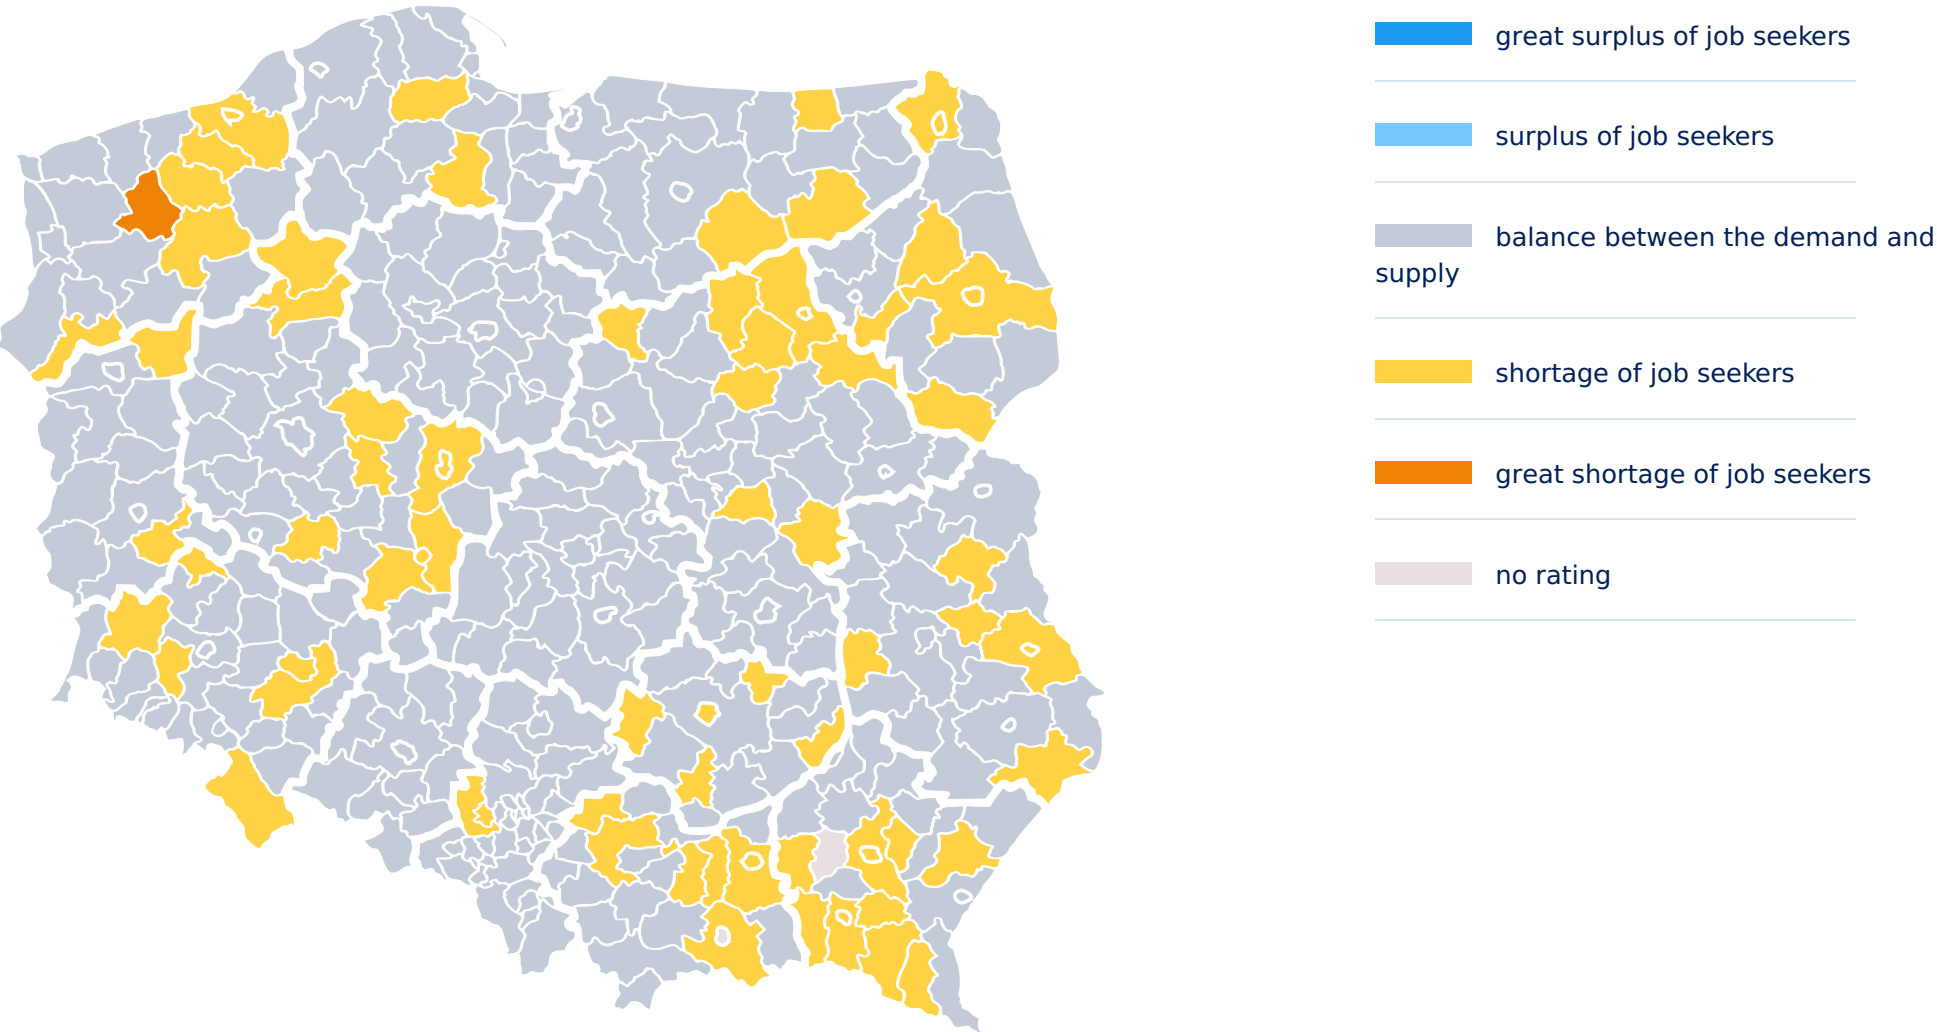 great surplus of job seekers
surplus of job seekers
balance between the demand and
supply
shortage of job seekers
great shortage of job seekers
no rating